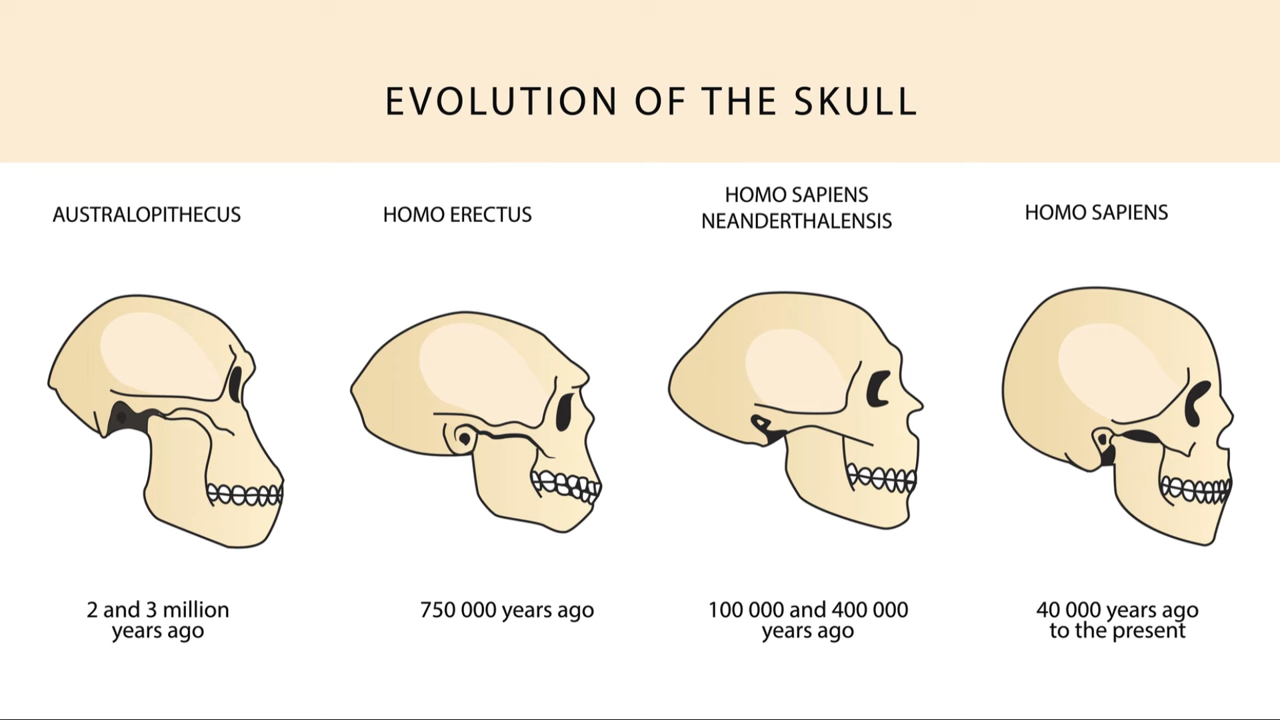 EVOLUTION OF THE SKULL
AUSTRALOPITHECUS
HOMO ERECTUS
HOMO SAPIENS
NEANDERTHALENSIS
HOMO SAPIENS
2 and 3 million
years ago
750 000 years ago
100 000 and 400 000
years ago
40 000 years ago
to the present